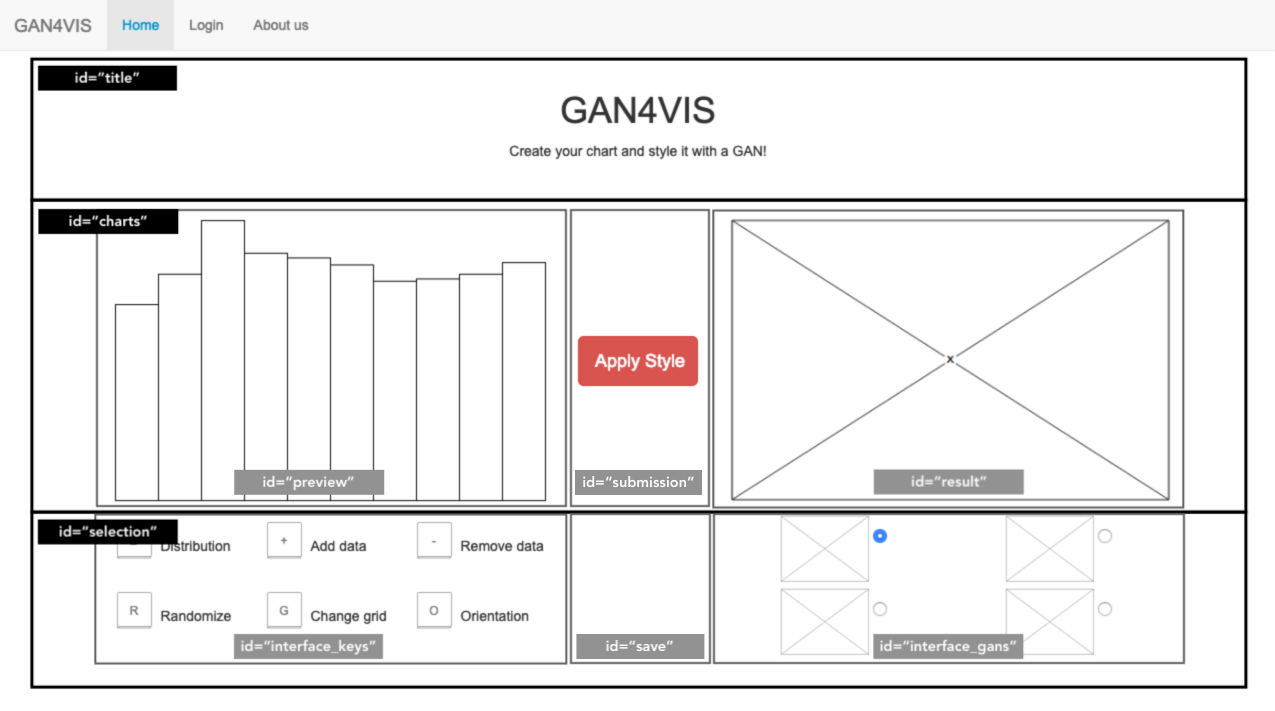 GAN4VIS Home Login About us
id=“title”
GAN4VIS
Create your chart and style it with a GAN!
id=“charts”
Apply Style
x
id=“preview”
id=“submission”
id=“result”
id=“selection”
Distribution
+ Add data
- Remove data
R Randomize
G Change grid
O Orientation
id=“interface_keys”
id=“save”
id=“interface_gans”